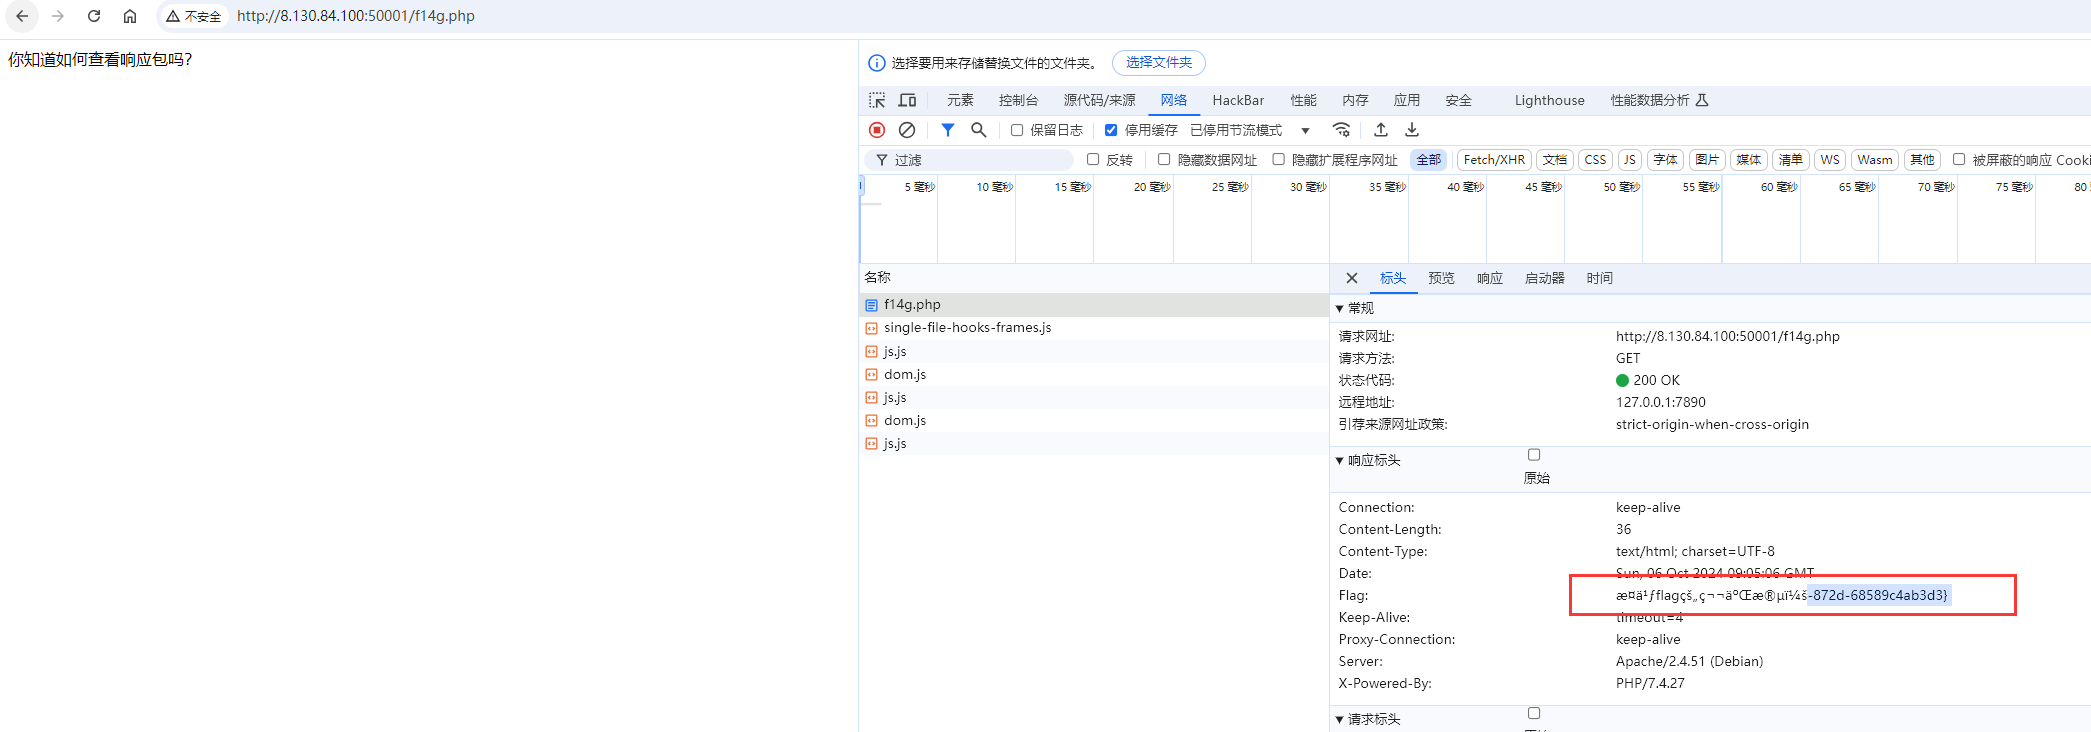 不安全 http://8.130.84.100:50001/f14g.php
你知道如何查看响应包吗?
选择要用来存储替换文件的文件夹。 选择文件夹
元素 控制台 源代码/来源 网络 HackBar 性能 内存 应用 安全 Lighthouse 性能数据分析
保留日志 停用缓存 已停用节流模式
过滤 反转 隐藏数据网址 隐藏扩展程序网址 全部 Fetch/XHR 文档 CSS JS 字体 图片 媒体 清单 WS Wasm 其他 被屏蔽的响应 Cooki
5 毫秒 10 毫秒 15 毫秒 20 毫秒 25 毫秒 30 毫秒 35 毫秒 40 毫秒 45 毫秒 50 毫秒 55 毫秒 60 毫秒 65 毫秒 70 毫秒 75 毫秒 80
名称
f14g.php
single-file-hooks-frames.js
js.js
dom.js
js.js
dom.js
js.js
标头 预览 响应 启动器 时间
常规
请求网址: http://8.130.84.100:50001/f14g.php
请求方法: GET
状态代码: 200 OK
远程地址: 127.0.0.1:7890
引荐来源网址政策: strict-origin-when-cross-origin
响应标头
原始
Connection: keep-alive
Content-Length: 36
Content-Type: text/html; charset=UTF-8
Date: Sun, 06 Oct 2024 09:05:06 GMT
Flag: æ¤ä¹ƒflagçš„ç¬¬äºŒæ®µï¼š-872d-68589c4ab3d3}
Keep-Alive: timeout=4
Proxy-Connection: keep-alive
Server: Apache/2.4.51 (Debian)
X-Powered-By: PHP/7.4.27
请求标头